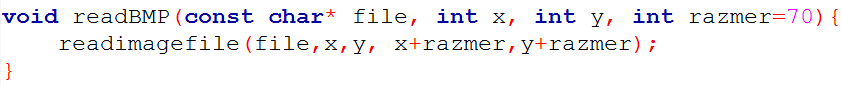 void readBMP(const char* file, int x, int y, int razmer=70){
    readimagefile(file,x,y, x+razmer,y+razmer);
}